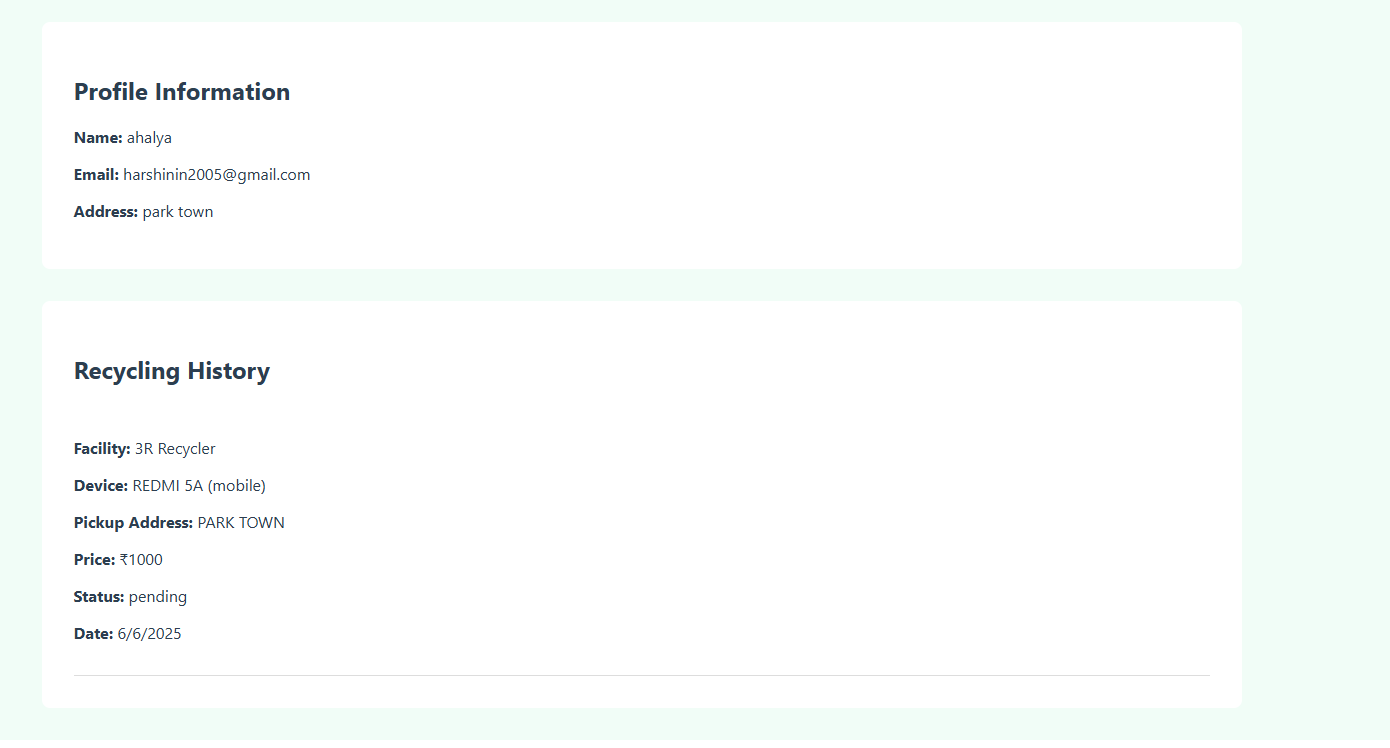 Profile Information
Name: ahalya
Email: harshinin2005@gmail.com
Address: park town
Recycling History
Facility: 3R Recycler
Device: REDMI 5A (mobile)
Pickup Address: PARK TOWN
Price: ₹1000
Status: pending
Date: 6/6/2025